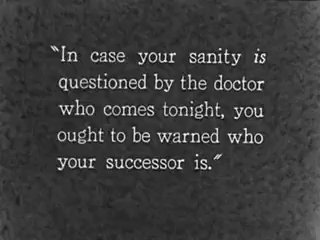 "In case your sanity is
questioned by the doctor
who comes tonight, you
ought to be warned who
your successor is."